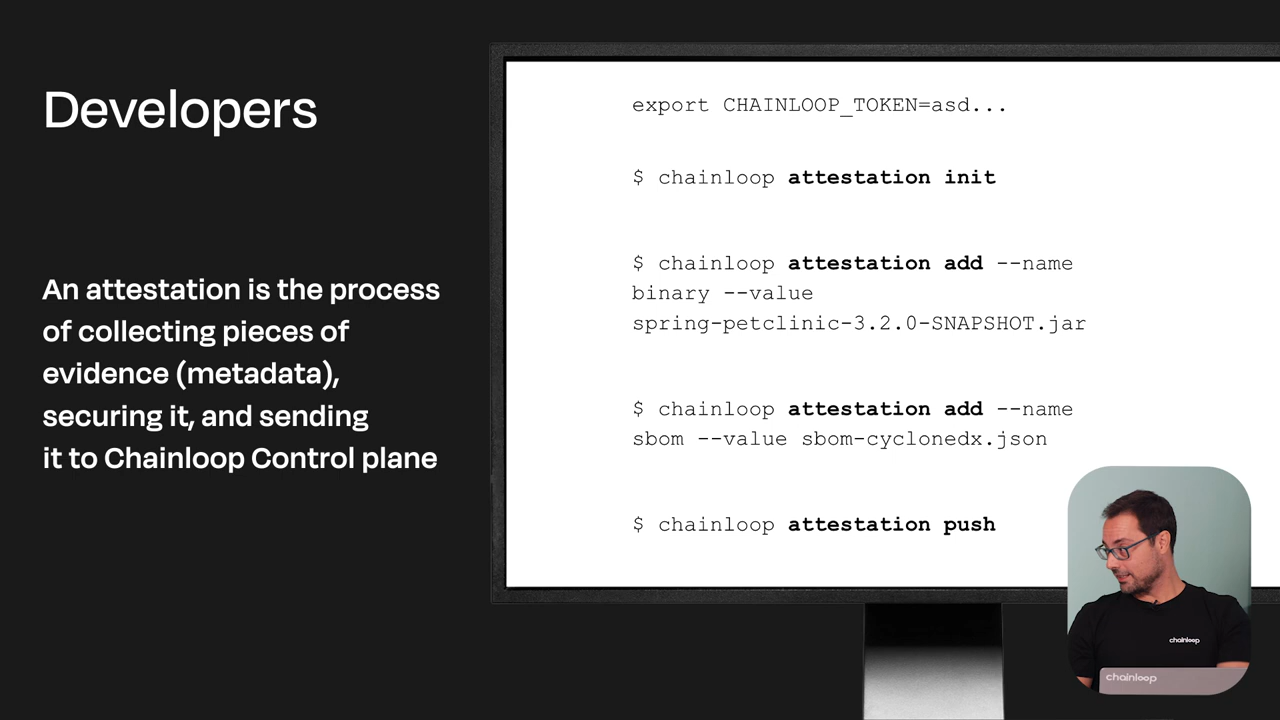 Developers
An attestation is the process
of collecting pieces of
evidence (metadata),
securing it, and sending
it to Chainloop Control plane
export CHAINLOOP_TOKEN=asd...
$ chainloop attestation init
$ chainloop attestation add --name
binary --value
spring-petclinic-3.2.0-SNAPSHOT.jar
$ chainloop attestation add --name
sbom --value sbom-cyclonedx.json
$ chainloop attestation push
chainloop
chainloop